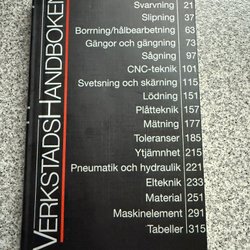 VERKSTADSHANDBOKEN
Svarvning 21
Slipning 37
Borrning/hålbearbetning 63
Gängor och gängning 73
Sågning 97
CNC-teknik 101
Svetsning och skärning 115
Lödning 151
Plåtteknik 157
Mätning 177
Toleranser 185
Ytjämnhet 215
Pneumatik och hydraulik 221
Elteknik 233
Material 251
Maskinelement 291
Tabeller 315